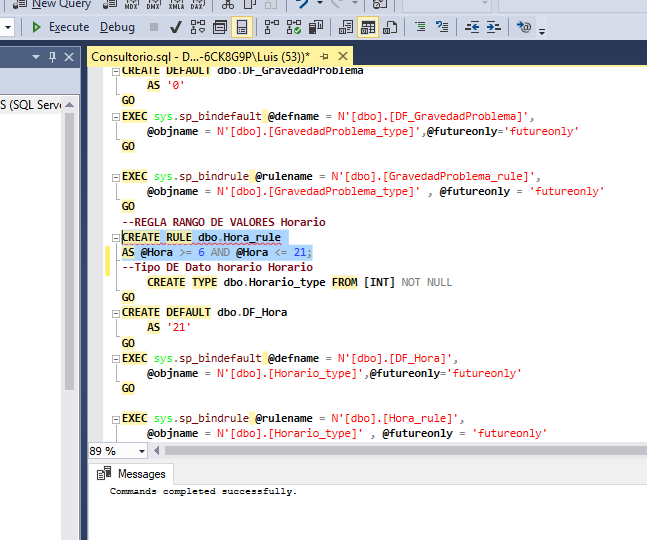 New Query
MDX DMX XMLA DAX
Execute Debug
Consultorio.sql - D...-6CK8G9P\Luis (53))*
S (SQL Serve
CREATE DEFAULT dbo.DF_GravedadProblema
AS '0'
GO
EXEC sys.sp_bindefault @defname = N'[dbo].[DF_GravedadProblema]',
@objname = N'[dbo].[GravedadProblema_type]',@futureonly='futureonly'
GO
EXEC sys.sp_bindrule @rulename = N'[dbo].[GravedadProblema_rule]',
@objname = N'[dbo].[GravedadProblema_type]' , @futureonly = 'futureonly'
GO
--REGLA RANGO DE VALORES Horario
CREATE RULE dbo.Hora_rule
AS @Hora >= 6 AND @Hora <= 21;
--Tipo DE Dato horario Horario
CREATE TYPE dbo.Horario_type FROM [INT] NOT NULL
GO
CREATE DEFAULT dbo.DF_Hora
AS '21'
GO
EXEC sys.sp_bindefault @defname = N'[dbo].[DF_Hora]',
@objname = N'[dbo].[Horario_type]',@futureonly='futureonly'
GO
EXEC sys.sp_bindrule @rulename = N'[dbo].[Hora_rule]',
@objname = N'[dbo].[Horario_type]' , @futureonly = 'futureonly'
89 %
Messages
Commands completed successfully.